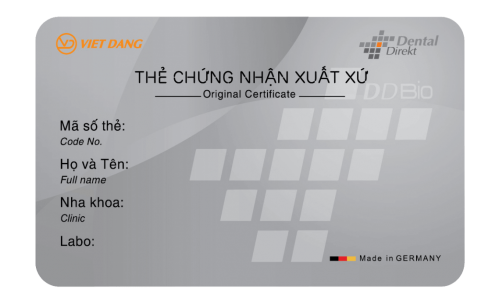 VIET DANG
Dental
Direkt
THẺ CHỨNG NHẬN XUẤT XỨ
Original Certificate
DDBio
Mã số thẻ:
Code No.
Họ và Tên:
Full name
Nha khoa:
Clinic
Labo:
Made in GERMANY